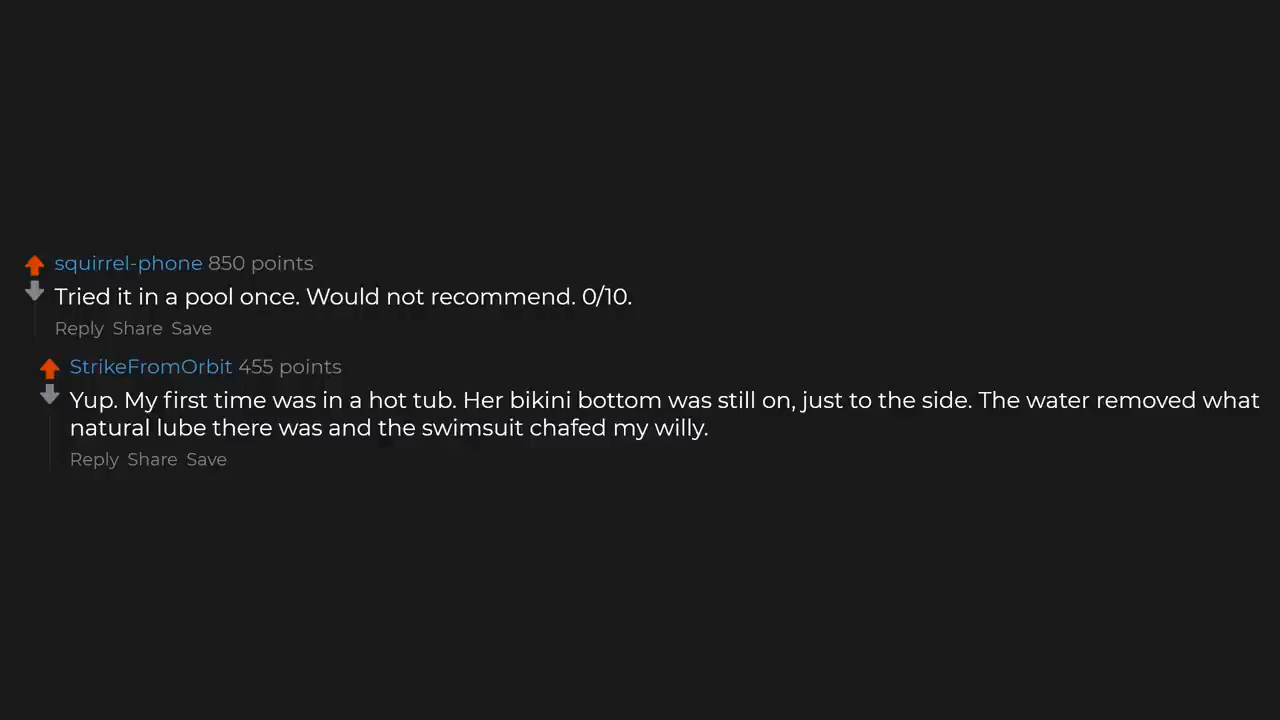 squirrel-phone 850 points
Tried it in a pool once. Would not recommend. 0/10.
Reply Share Save
StrikeFromOrbit 455 points
Yup. My first time was in a hot tub. Her bikini bottom was still on, just to the side. The water removed what
natural lube there was and the swimsuit chafed my willy.
Reply Share Save